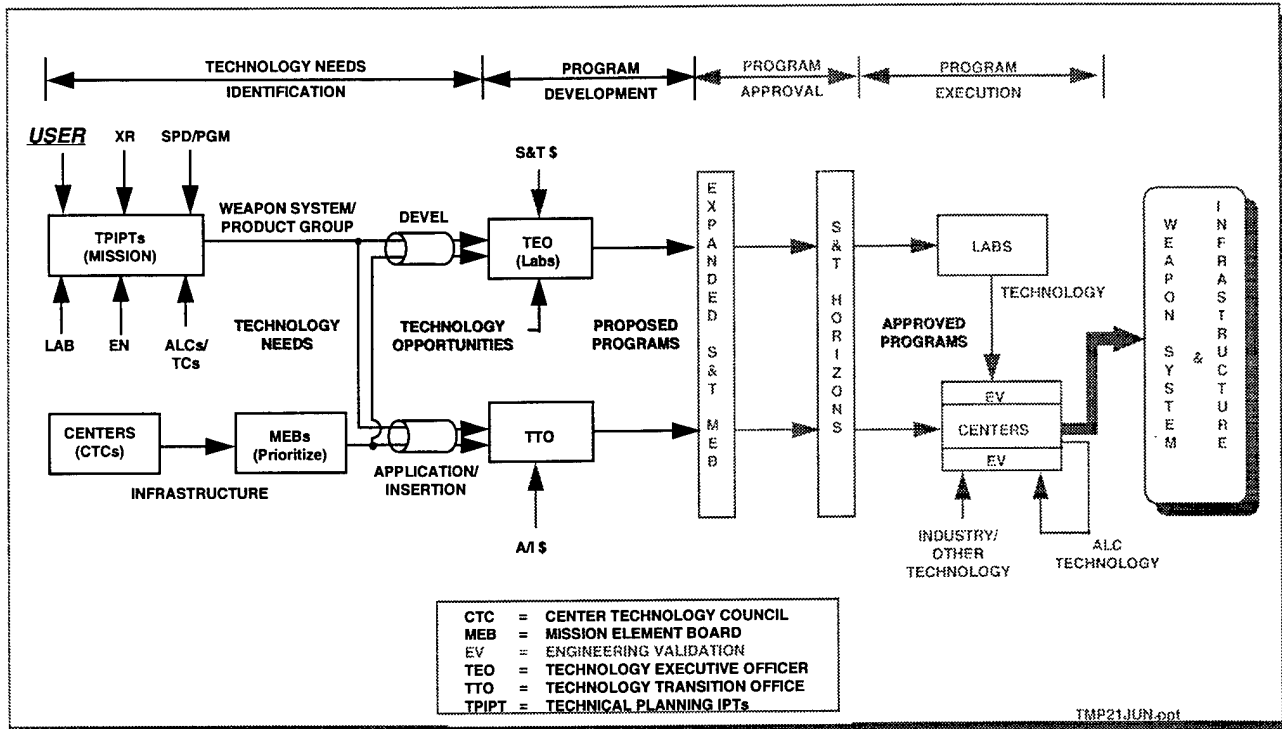 TECHNOLOGY NEEDS
IDENTIFICATION
PROGRAM
DEVELOPMENT
PROGRAM
APPROVAL
PROGRAM
EXECUTION
USER
XR
SPD/PGM
S&T $
WEAPON SYSTEM/
PRODUCT GROUP
DEVEL
TPIPTs
(MISSION)
TEO
(Labs)
LAB
EN
ALCs/
TCs
TECHNOLOGY
NEEDS
TECHNOLOGY
OPPORTUNITIES
PROPOSED
PROGRAMS
EXPANDED S&T MEB
S&T HORIZONS
LABS
TECHNOLOGY
APPROVED
PROGRAMS
WEAPON SYSTEM
&
INFRASTRUCTURE
CENTERS
(CTCs)
MEBs
(Prioritize)
INFRASTRUCTURE
APPLICATION/
INSERTION
TTO
A/I $
EV
CENTERS
EV
INDUSTRY/
OTHER
TECHNOLOGY
ALC
TECHNOLOGY
CTC = CENTER TECHNOLOGY COUNCIL
MEB = MISSION ELEMENT BOARD
EV = ENGINEERING VALIDATION
TEO = TECHNOLOGY EXECUTIVE OFFICER
TTO = TECHNOLOGY TRANSITION OFFICE
TPIPT = TECHNICAL PLANNING IPTs
TMP21JUN.ppt